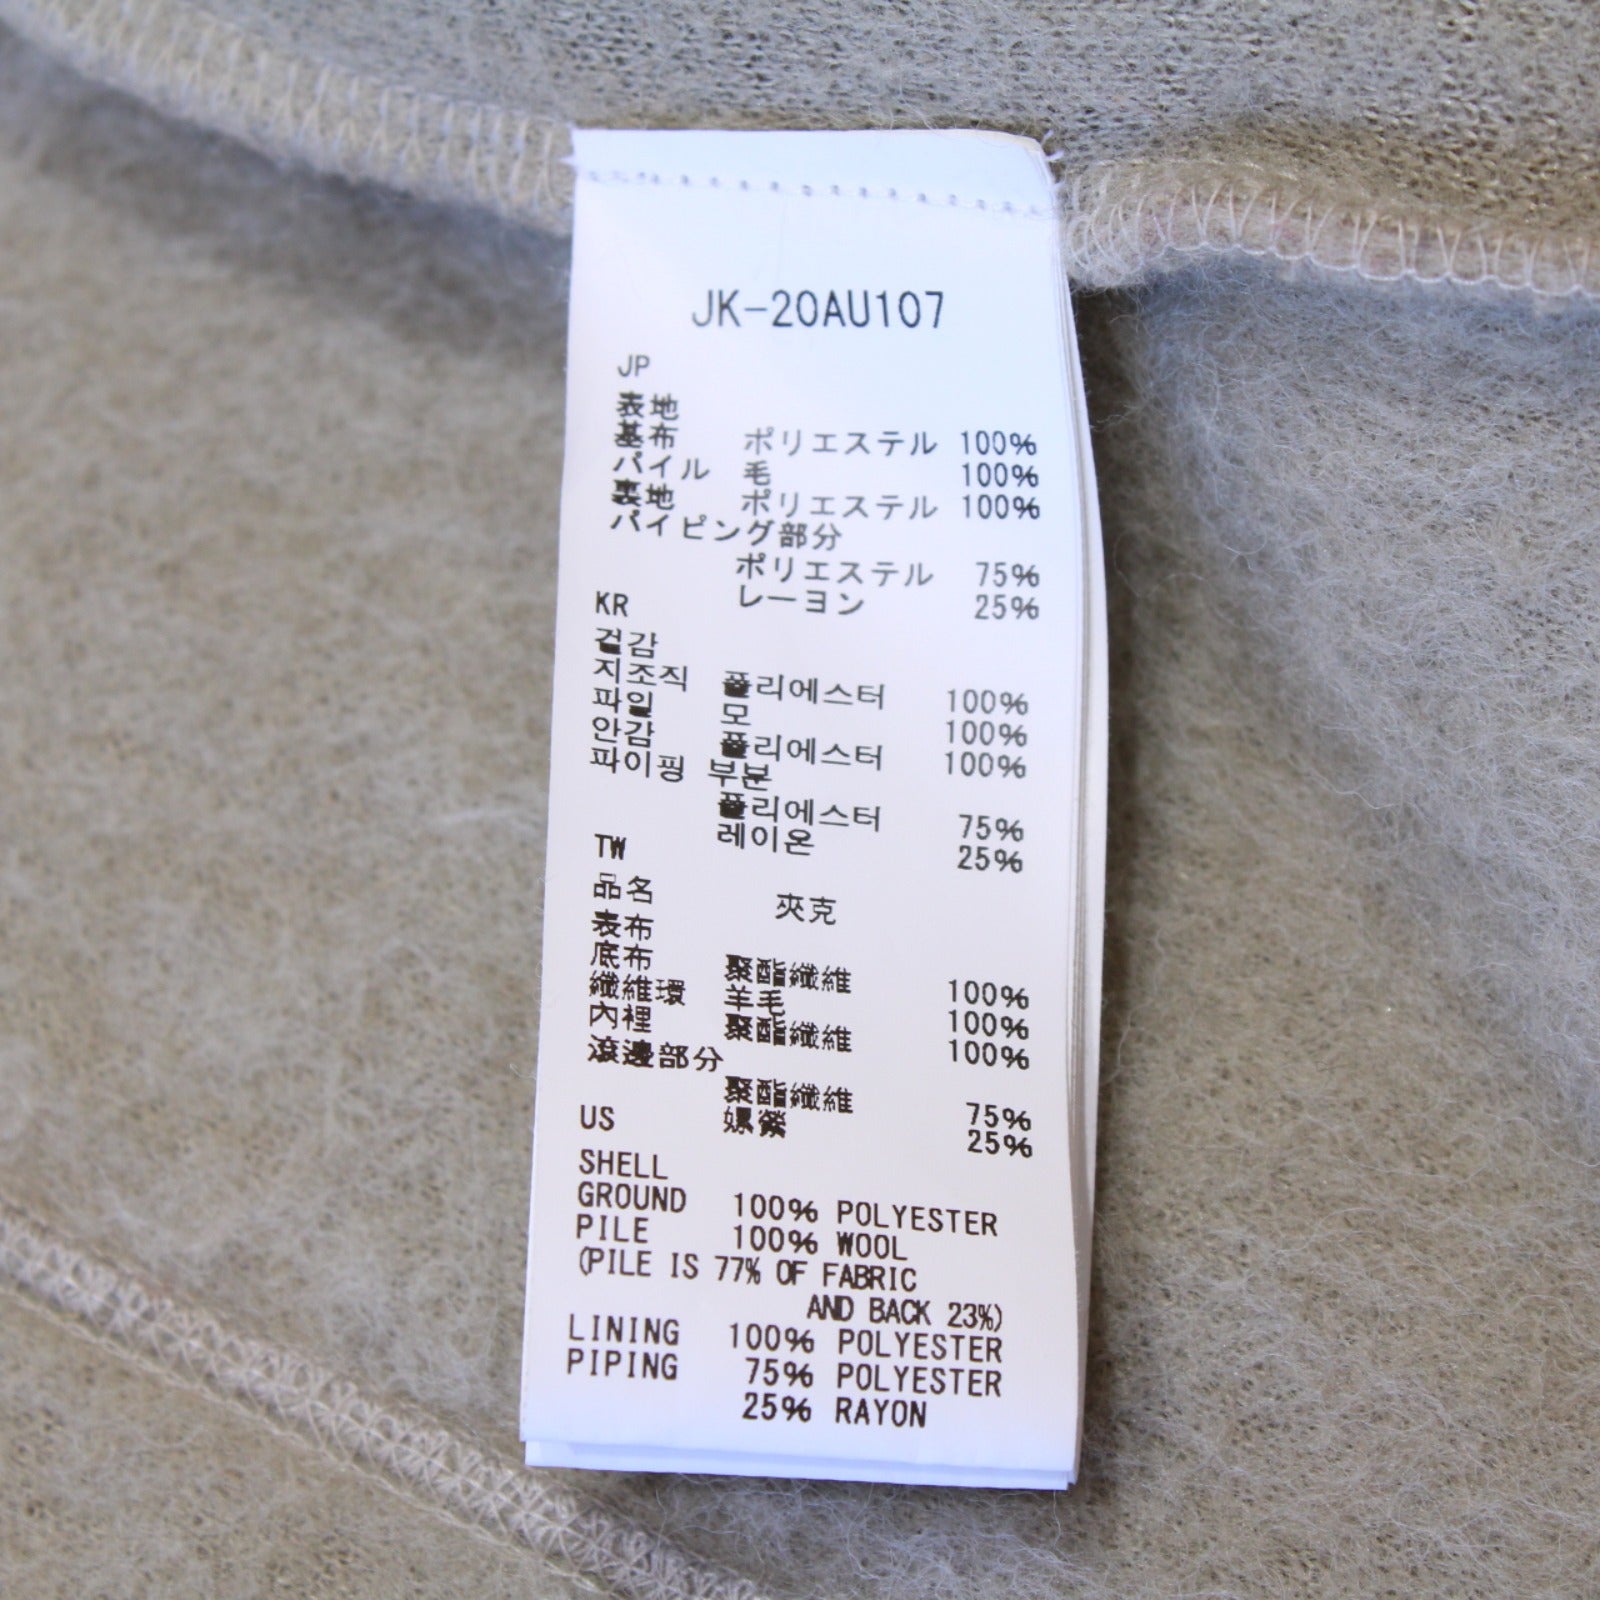 JK-20AU107
JP
表地
基布 ポリエステル 100%
パイル 毛 100%
裏地 ポリエステル 100%
パイピング部分
ポリエステル 75%
レーヨン 25%
KR
겉감
지조직 폴리에스터 100%
파일 모 100%
안감 폴리에스터 100%
파이핑 부분
폴리에스터 75%
레이온 25%
TW
品名 夾克
表布
底布 聚酯纖維 100%
纖維環 羊毛 100%
內裡 聚酯纖維 100%
滾邊部分
聚酯纖維 75%
嫘縈 25%
US
SHELL
GROUND 100% POLYESTER
PILE 100% WOOL
(PILE IS 77% OF FABRIC
AND BACK 23%)
LINING 100% POLYESTER
PIPING 75% POLYESTER
25% RAYON